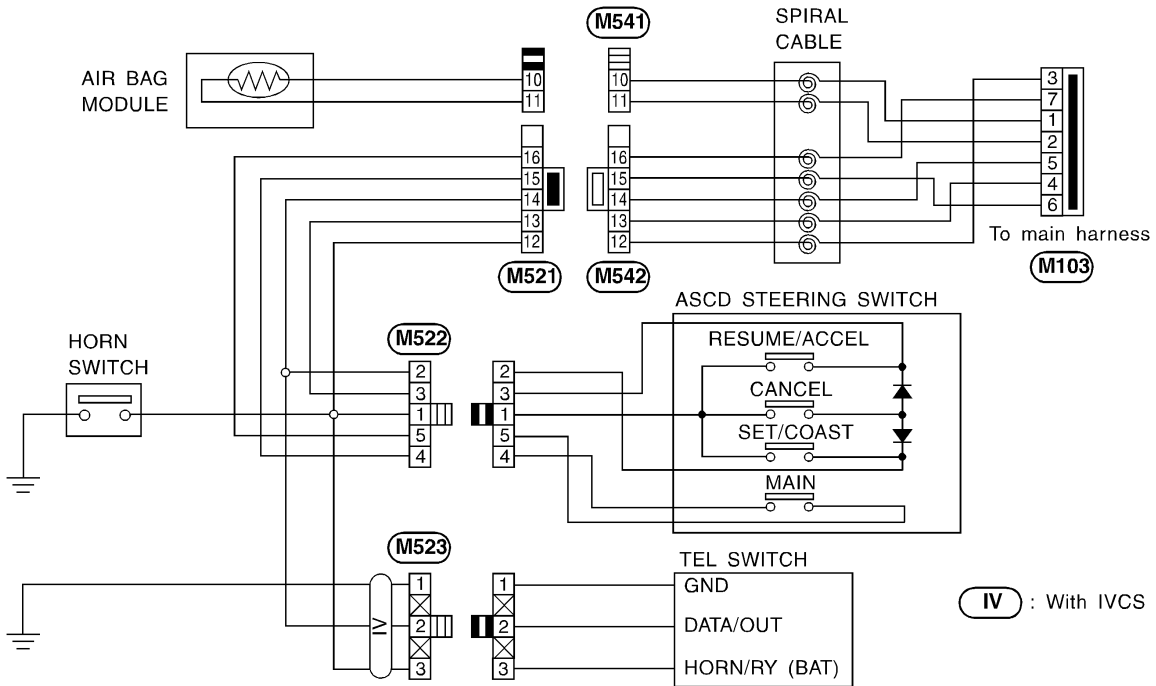 M541
SPIRAL
CABLE
AIR BAG
MODULE
10
11
10
11
3
7
1
2
5
4
6
16
15
14
13
12
16
15
14
13
12
To main harness
M103
M521
M542
ASCD STEERING SWITCH
HORN
SWITCH
M522
RESUME/ACCEL
CANCEL
SET/COAST
MAIN
2
3
1
5
4
2
3
1
5
4
M523
TEL SWITCH
IV
1
2
3
1
2
3
GND
DATA/OUT
HORN/RY (BAT)
IV : With IVCS